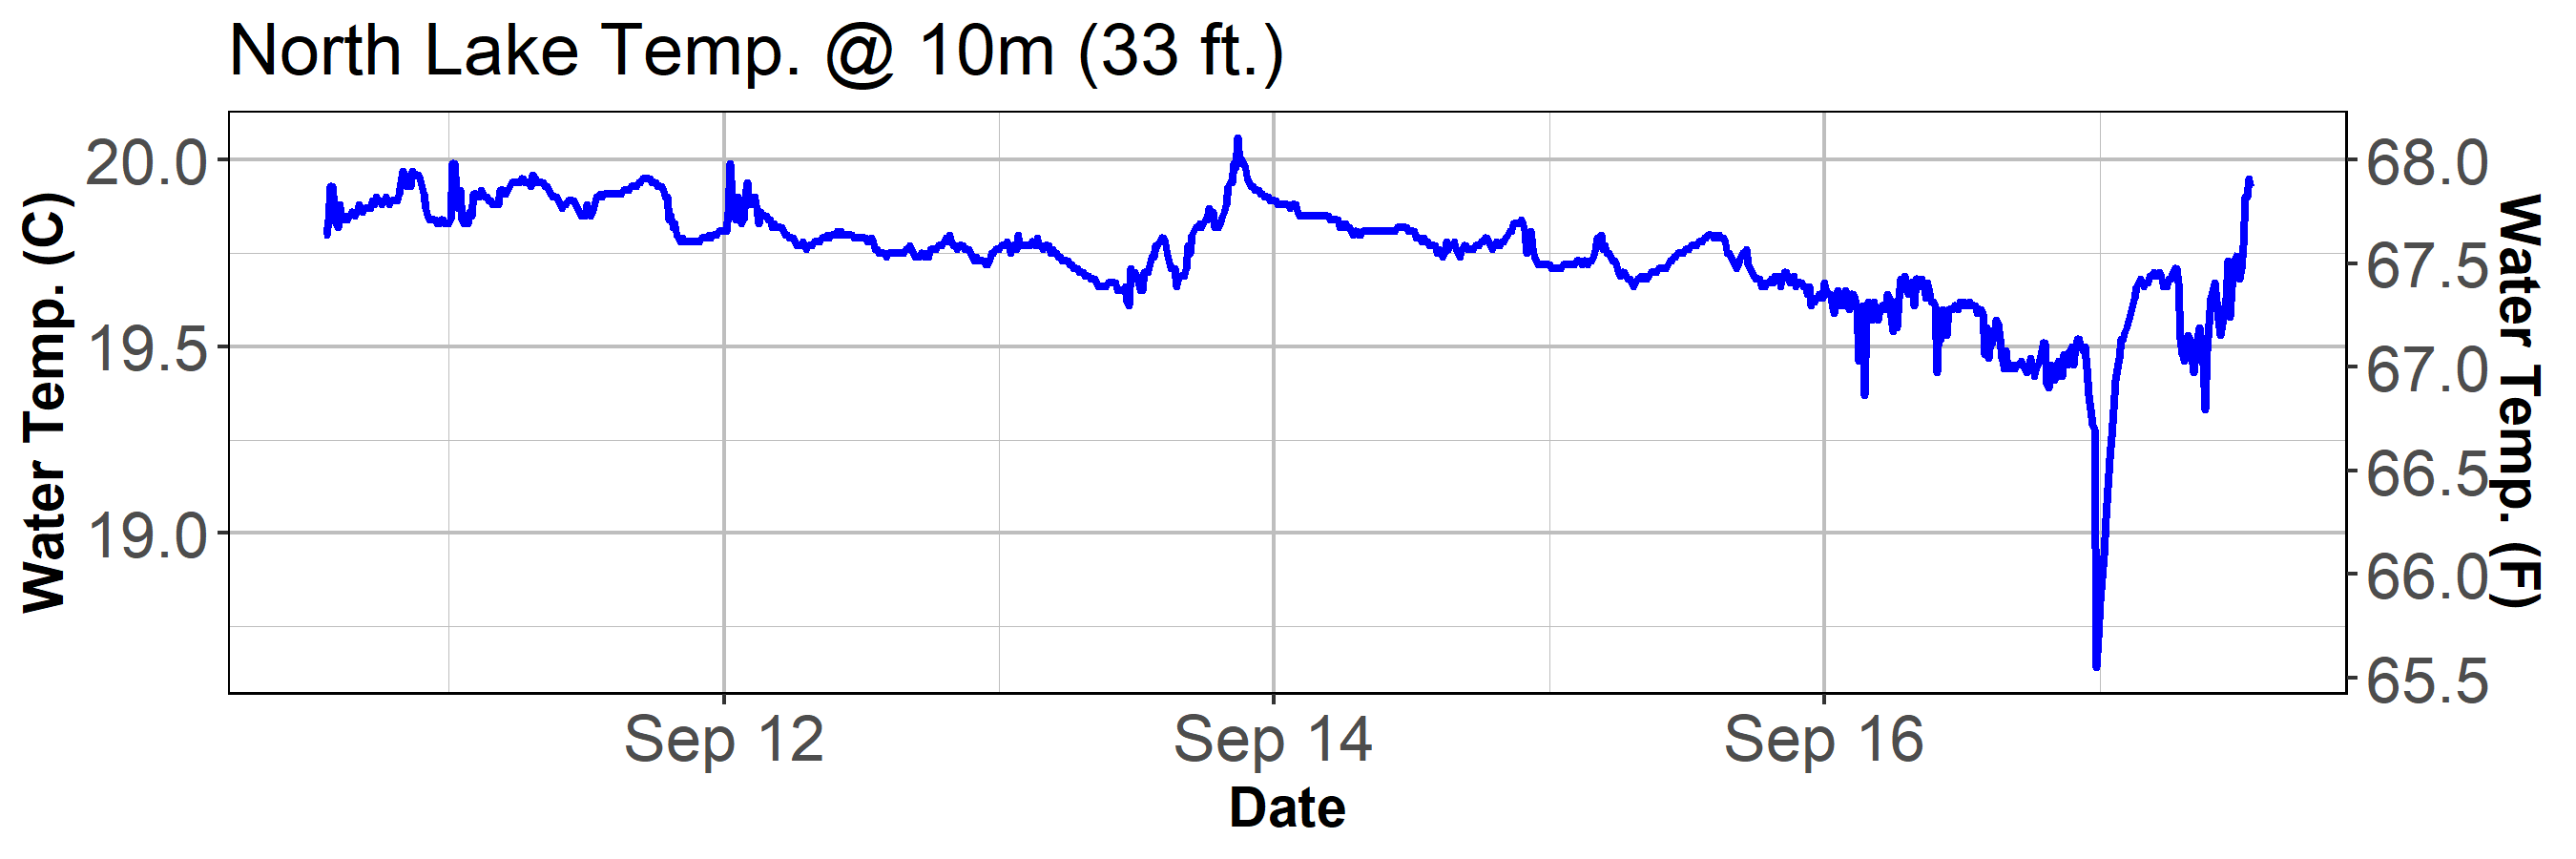 North Lake Temp. @ 10m (33 ft.)
Water Temp. (C)
20.0
19.5
19.0
68.0
67.5
67.0
66.5
66.0
65.5
Water Temp. (F)
Sep 12
Sep 14
Sep 16
Date